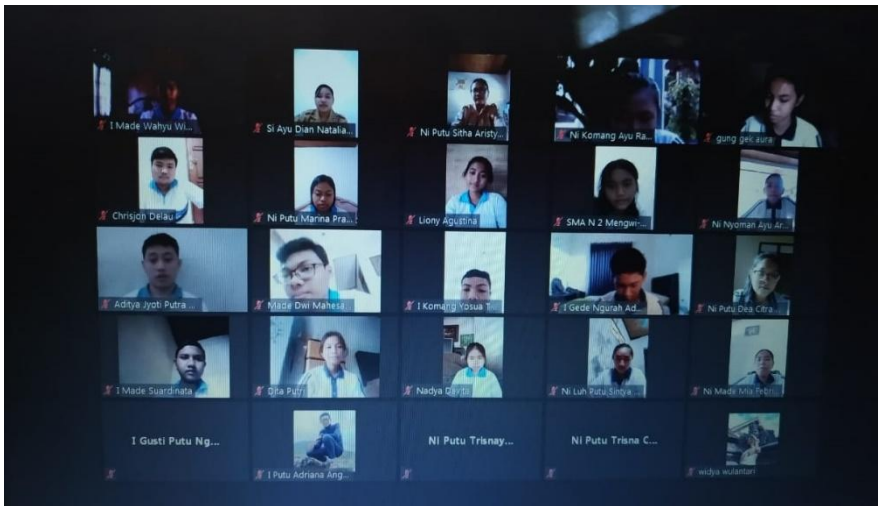 I Made Wahyu Wi...
Si Ayu Dian Natalia...
Ni Putu Sitha Aristy...
Ni Komang Ayu Ra...
gung gek aura
Chrisjon Delau
Ni Putu Marina Pra...
Liony Agustina
SMA N 2 Mengwi-...
Ni Nyoman Ayu Ar...
Aditya Jyoti Putra ...
Made Dwi Mahesa...
I Komang Yosua T...
I Gede Ngurah Ad...
Ni Putu Dea Citra...
I Made Suardinata
Dita Putri
Nadya Davita
Ni Luh Putu Sintya ...
Ni Made Mia Febri...
I Gusti Putu Ng...
I Putu Adriana Ang...
Ni Putu Trisnay...
Ni Putu Trisna C...
widya wulantari